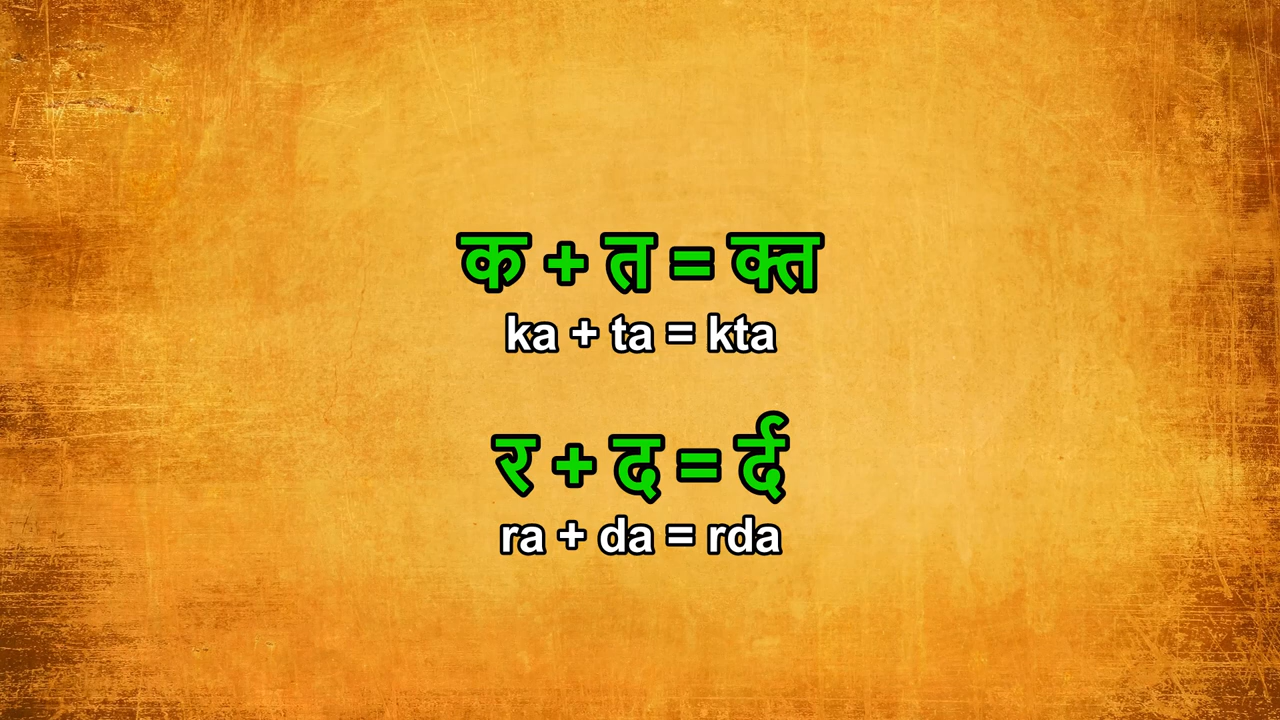 क + त = क्त
ka + ta = kta
र + द = र्द
ra + da = rda